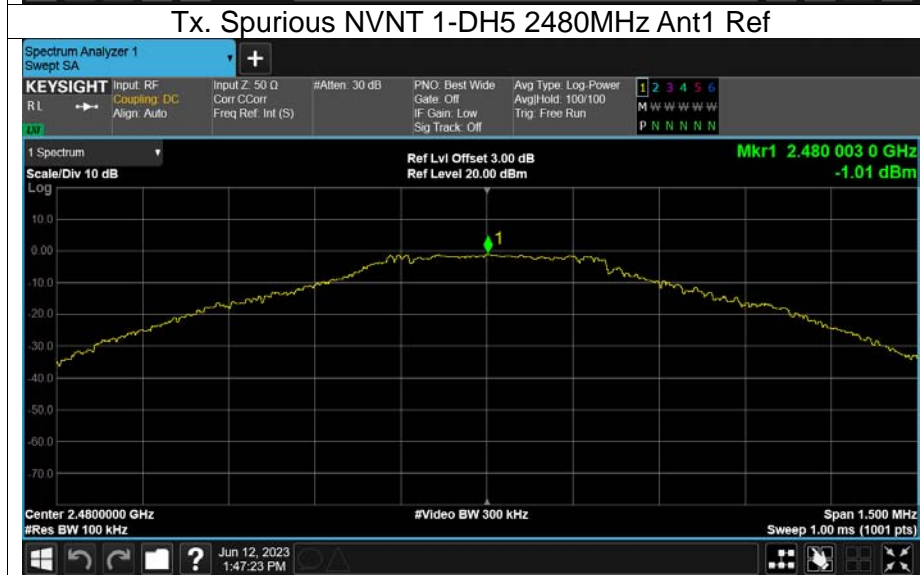 Tx. Spurious NVNT 1-DH5 2480MHz Ant1 Ref
Spectrum Analyzer 1
Swept SA
KEYSIGHT
RL
LXI
Input: RF
Coupling: DC
Align: Auto
Input Z: 50 Ω
Corr CCorr
Freq Ref: Int (S)
#Atten: 30 dB
PNO: Best Wide
Gate: Off
IF Gain: Low
Sig Track: Off
Avg Type: Log-Power
Avg|Hold: 100/100
Trig: Free Run
1 2 3 4 5 6
M W W W W W
P N N N N N
1 Spectrum
Scale/Div 10 dB
Ref Lvl Offset 3.00 dB
Ref Level 20.00 dBm
Mkr1 2.480 003 0 GHz
-1.01 dBm
Log
10.0
0.00
-10.0
-20.0
-30.0
-40.0
-50.0
-60.0
-70.0
1
Center 2.4800000 GHz
#Res BW 100 kHz
#Video BW 300 kHz
Span 1.500 MHz
Sweep 1.00 ms (1001 pts)
?
Jun 12, 2023
1:47:23 PM